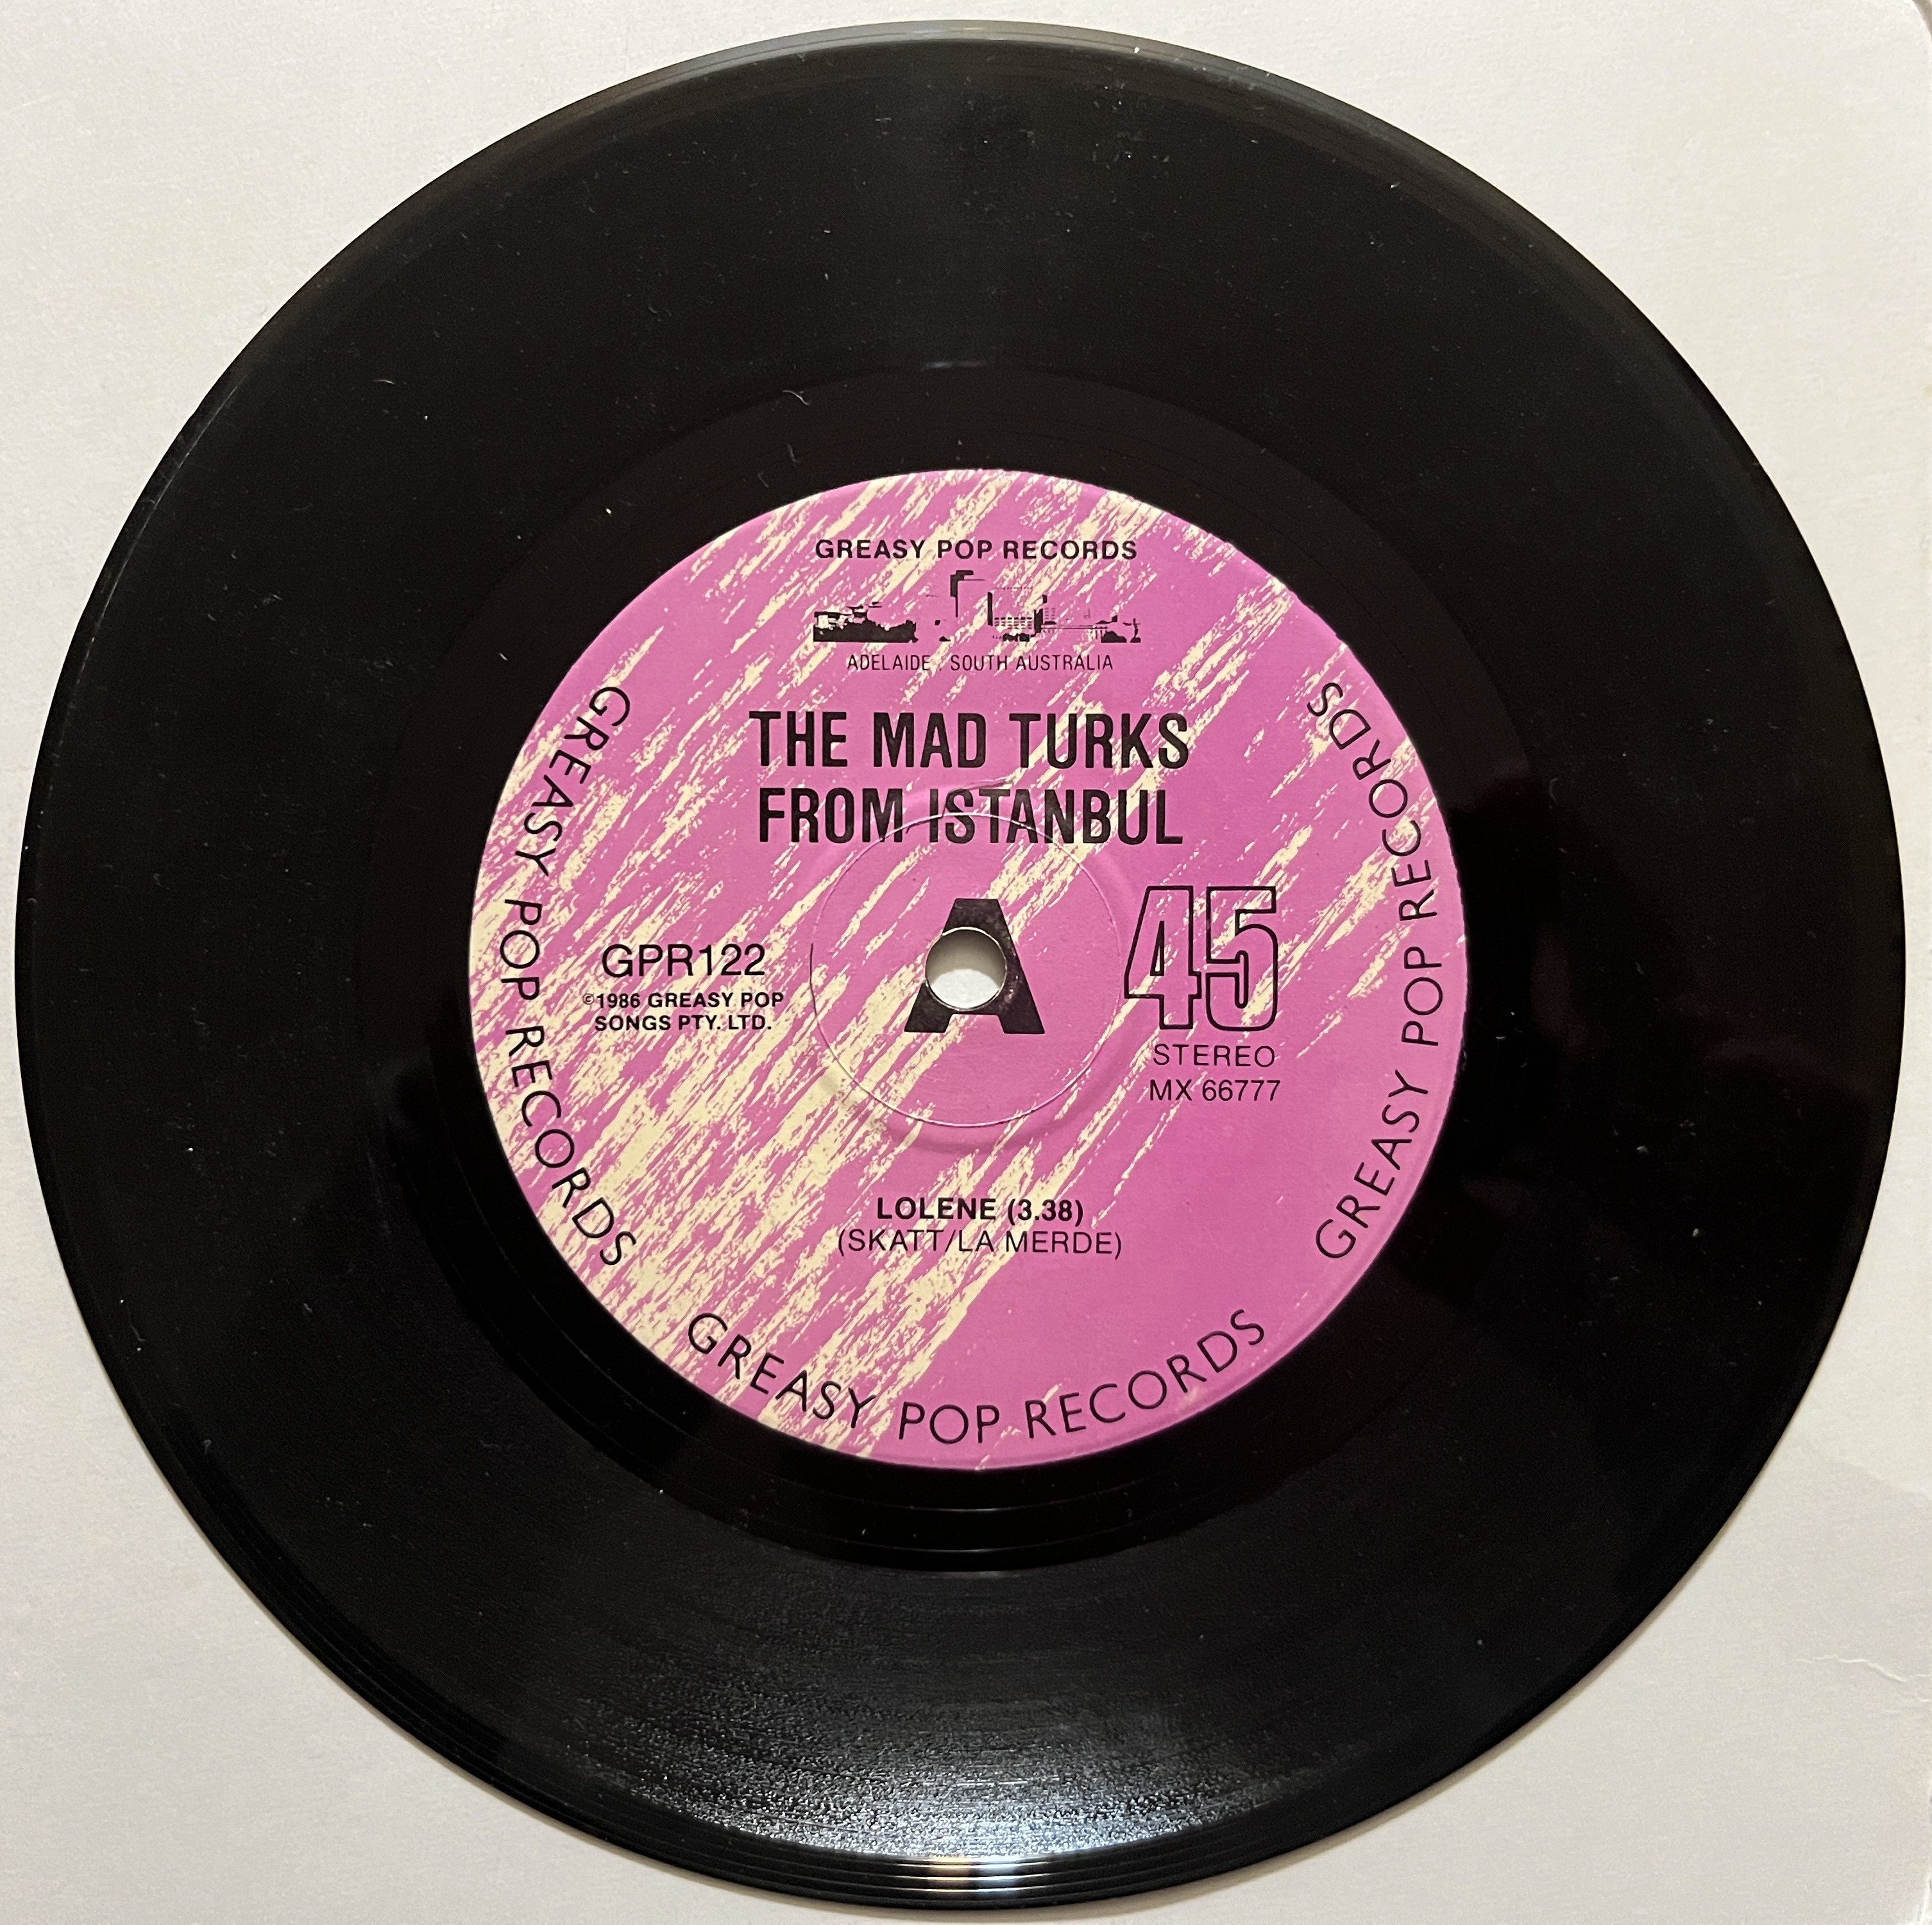 GREASY POP RECORDS
ADELAIDE . SOUTH AUSTRALIA
THE MAD TURKS
FROM ISTANBUL
GPR122
©1986 GREASY POP
SONGS PTY. LTD.
A
45
STEREO
MX 66777
LOLENE (3.38)
(SKATT/LA MERDE)
GREASY POP RECORDS
GREASY POP RECORDS
GREASY POP RECORDS